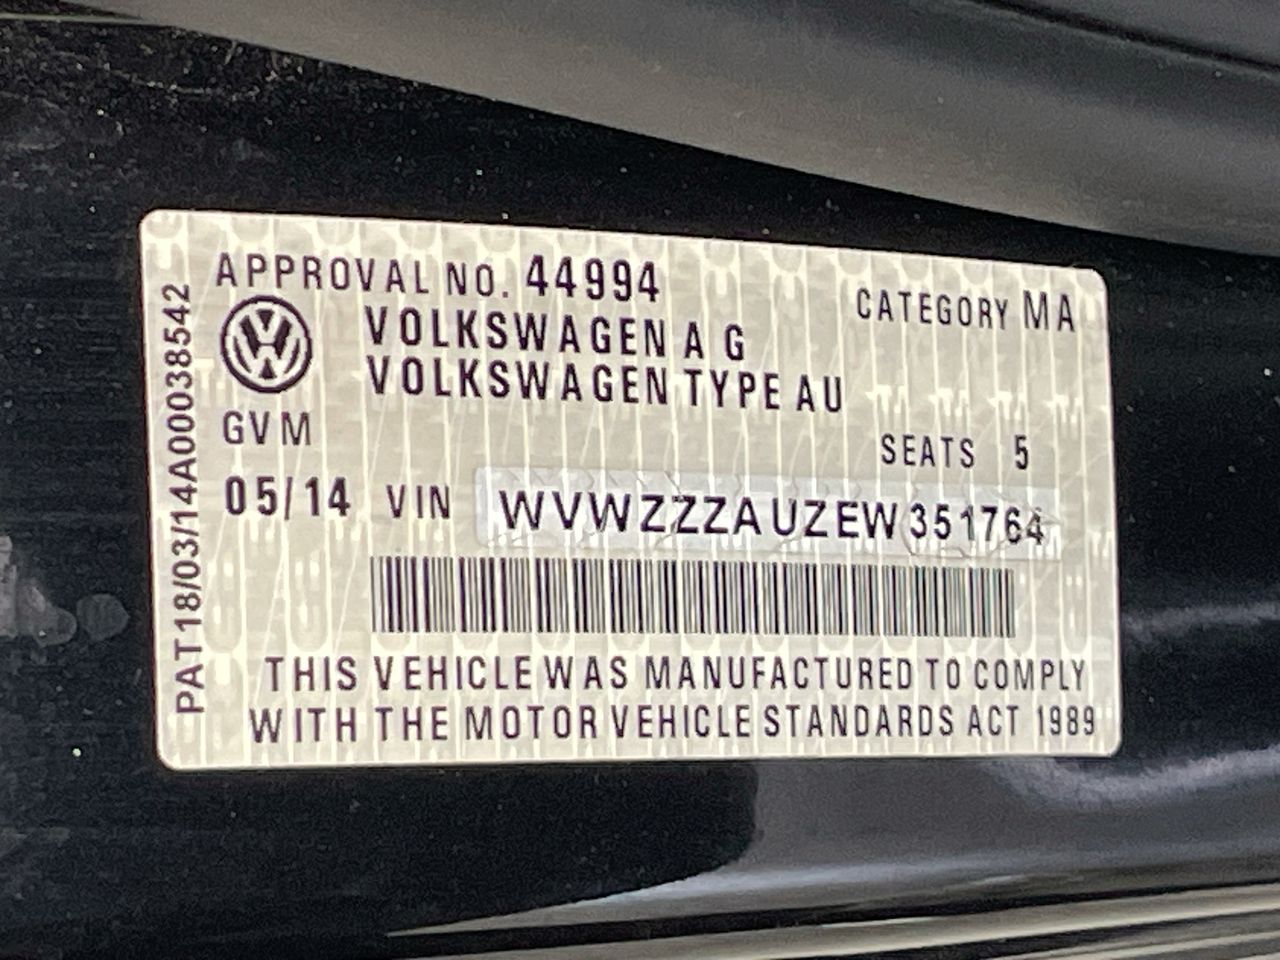 APPROVAL NO. 44994
CATEGORY MA
VOLKSWAGEN A G
VOLKSWAGEN TYPE AU
GVM
SEATS 5
05/14 VIN WVWZZZAUZEW351764
THIS VEHICLE WAS MANUFACTURED TO COMPLY
WITH THE MOTOR VEHICLE STANDARDS ACT 1989
PAT18/03/14A00038542